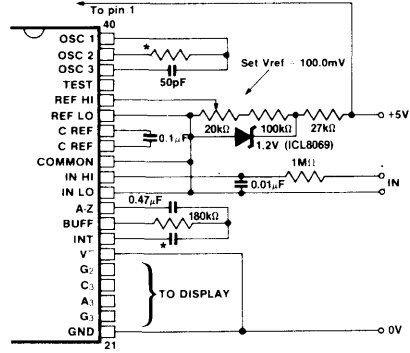 To pin 1
40
OSC 1
OSC 2
*
OSC 3
50pF
TEST
Set Vref = 100.0mV
REF HI
REF LO
20kΩ
100kΩ
27kΩ
+5V
C REF
0.1µF
1.2V (ICL8069)
C REF
COMMON
1MΩ
IN HI
0.01µF
IN
IN LO
0.47µF
A-Z
BUFF
180kΩ
INT
*
V⁻
G2
C3
TO DISPLAY
A3
G3
GND
0V
21